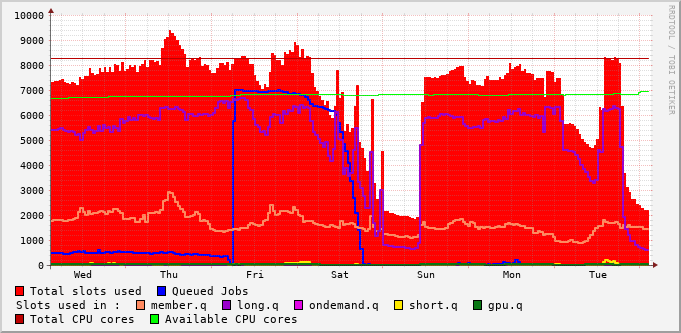 10000
9000
8000
7000
6000
5000
4000
3000
2000
1000
0
Wed Thu Fri Sat Sun Mon Tue
Total slots used Queued Jobs
Slots used in : member.q long.q ondemand.q short.q gpu.q
Total CPU cores Available CPU cores
RRDTOOL / TOBI OETIKER